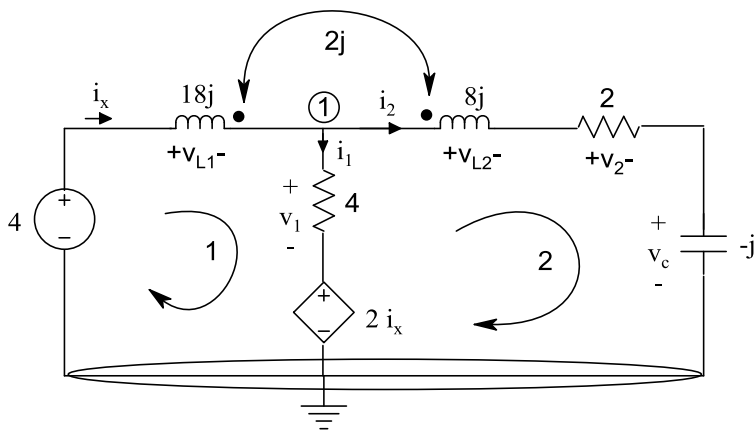 2j
i_x 18j 1 i_2 8j 2
+v_L1- i_1 +v_L2- +v_2-
+ + 4 +
4 v_1 1 2 v_c -j
- - -
+ 2 i_x
-